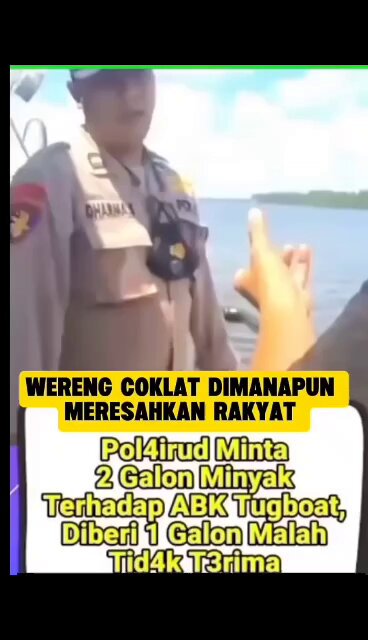 DHARMA
WERENG COKLAT DIMANAPUN
MERESAHKAN RAKYAT
Pol4irud Minta
2 Galon Minyak
Terhadap ABK Tugboat,
Diberi 1 Galon Malah
Tid4k T3rima